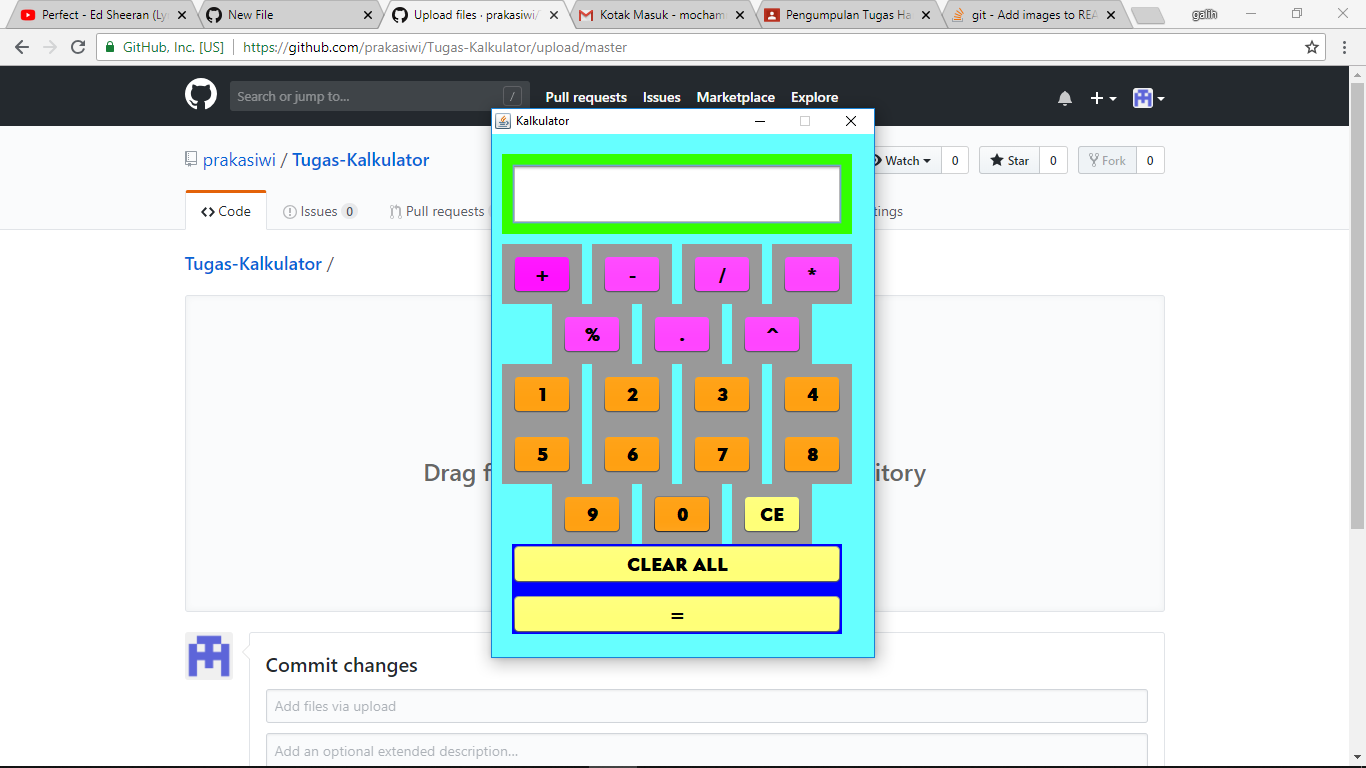 Perfect - Ed Sheeran (Ly
New File
Upload files · prakasiwi/
Kotak Masuk - mocham
Pengumpulan Tugas Ha
git - Add images to REA
galih
GitHub, Inc. [US] https://github.com/prakasiwi/Tugas-Kalkulator/upload/master
Search or jump to... /
Pull requests Issues Marketplace Explore
Kalkulator
prakasiwi / Tugas-Kalkulator
Watch 0 Star 0 Fork 0
Code Issues 0 Pull requests
tings
Tugas-Kalkulator /
+ - / *
% . ^
1 2 3 4
5 6 7 8
Drag f
itory
9 0 CE
CLEAR ALL
=
Commit changes
Add files via upload
Add an optional extended description...